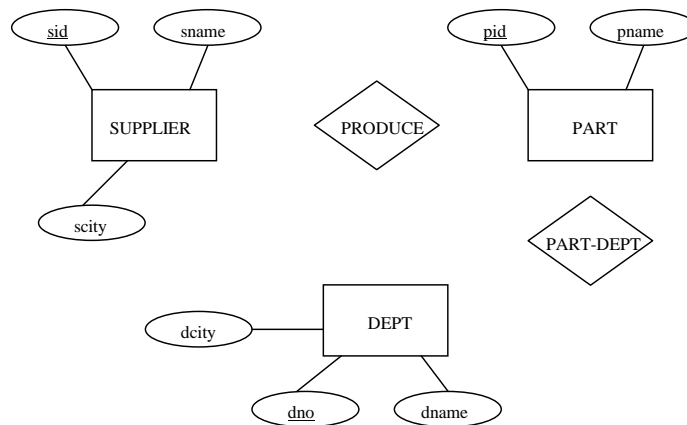 sid
sname
pid
pname
SUPPLIER
PRODUCE
PART
scity
PART-DEPT
DEPT
dcity
dno
dname